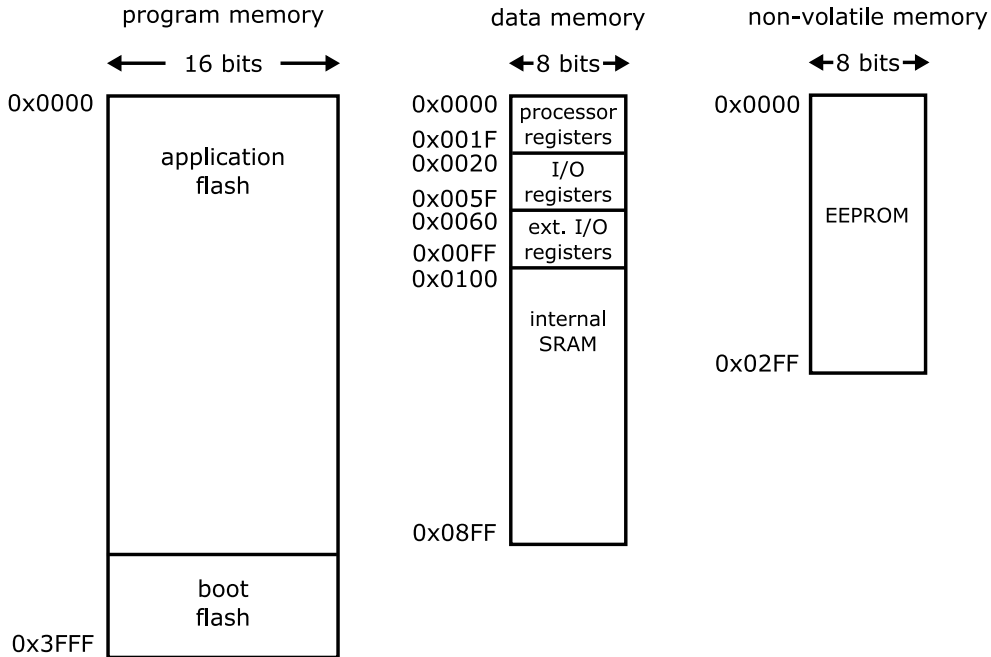 program memory
16 bits
0x0000
application
flash
boot
flash
0x3FFF
data memory
8 bits
0x0000
processor
registers
0x001F
0x0020
I/O
registers
0x005F
0x0060
ext. I/O
registers
0x00FF
0x0100
internal
SRAM
0x08FF
non-volatile memory
8 bits
0x0000
EEPROM
0x02FF